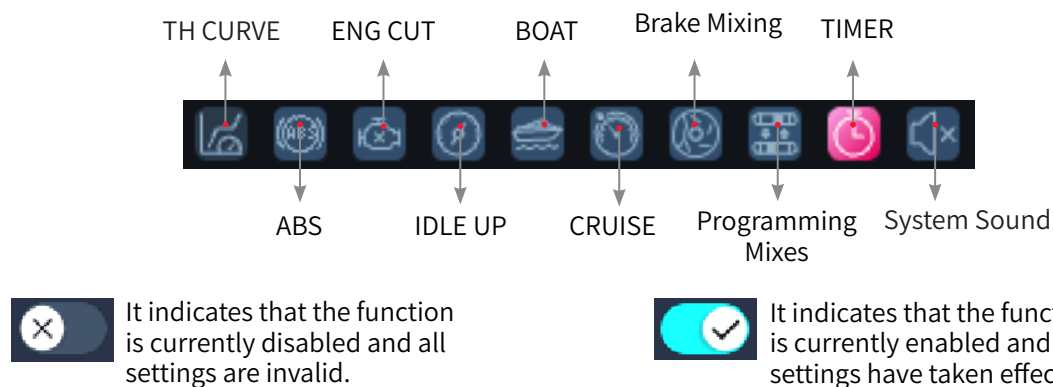 TH CURVE
ENG CUT
BOAT
Brake Mixing
TIMER
ABS
ABS
IDLE UP
CRUISE
Programming
Mixes
System Sound
It indicates that the function
is currently disabled and all
settings are invalid.
It indicates that the func
is currently enabled and
settings have taken effec